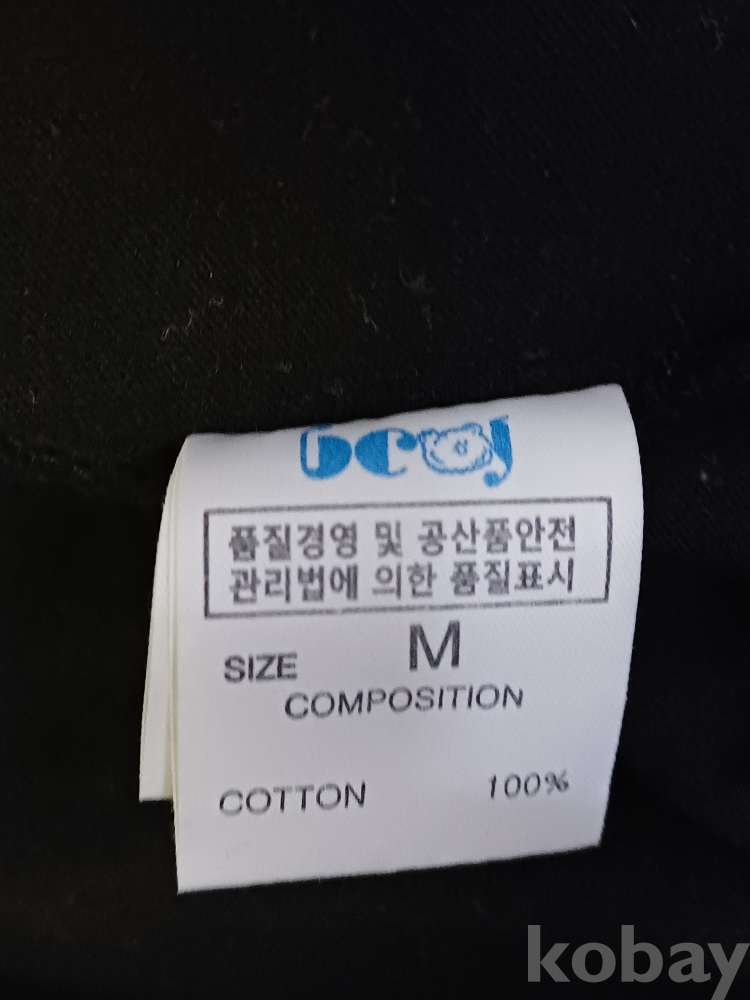 품질경영 및 공산품안전
관리법에 의한 품질표시
SIZE M
COMPOSITION
COTTON 100%
kobay